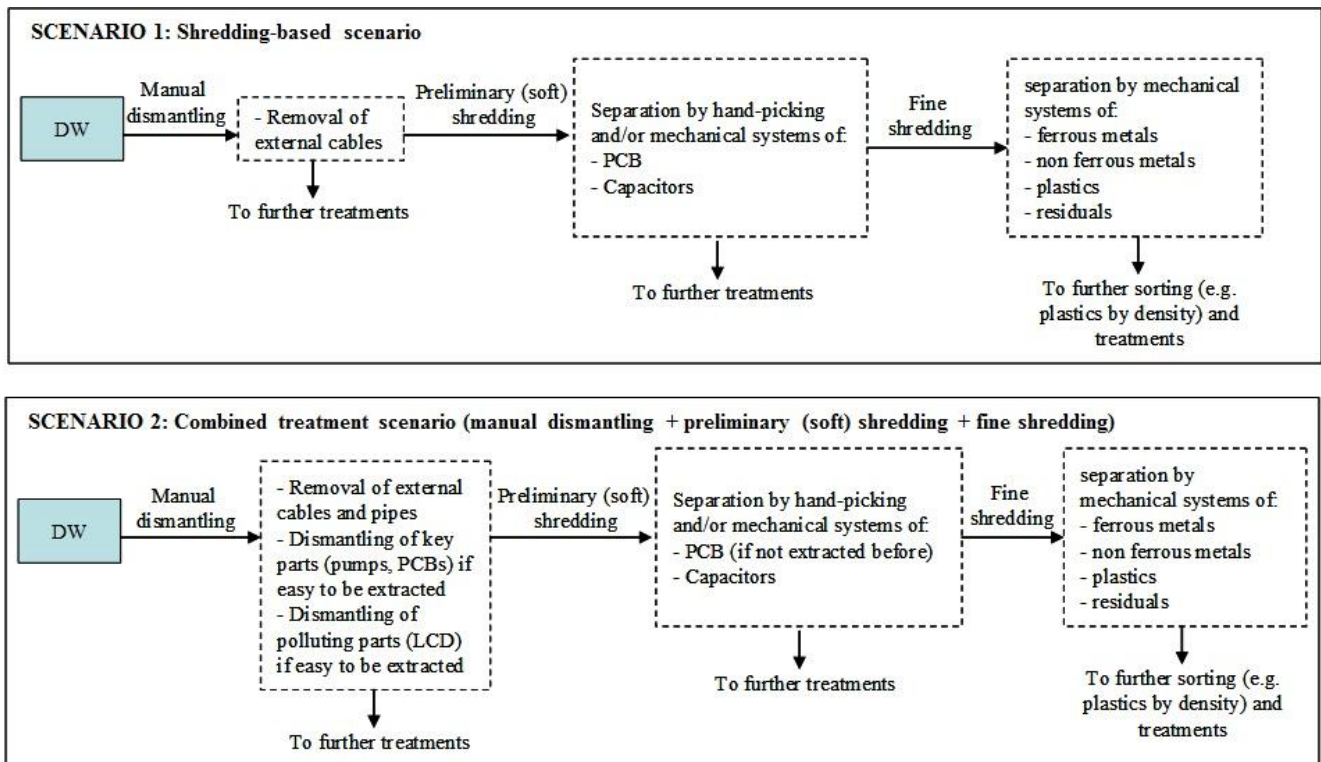 SCENARIO 1: Shredding-based scenario
DW
Manual
dismantling
- Removal of
external cables
To further treatments
Preliminary (soft)
shredding
Separation by hand-picking
and/or mechanical systems of:
- PCB
- Capacitors
To further treatments
Fine
shredding
separation by mechanical
systems of:
- ferrous metals
- non ferrous metals
- plastics
- residuals
To further sorting (e.g.
plastics by density) and
treatments
SCENARIO 2: Combined treatment scenario (manual dismantling + preliminary (soft) shredding + fine shredding)
DW
Manual
dismantling
- Removal of external
cables and pipes
- Dismantling of key
parts (pumps, PCBs) if
easy to be extracted
- Dismantling of
polluting parts (LCD)
if easy to be extracted
To further treatments
Preliminary (soft)
shredding
Separation by hand-picking
and/or mechanical systems of:
- PCB (if not extracted before)
- Capacitors
To further treatments
Fine
shredding
separation by
mechanical systems of:
- ferrous metals
- non ferrous metals
- plastics
- residuals
To further sorting (e.g.
plastics by density) and
treatments